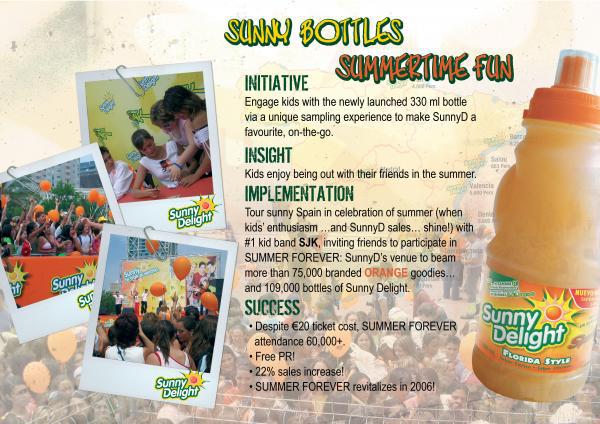 SUNNY BOTTLES
SUMMERTIME FUN
INITIATIVE
Engage kids with the newly launched 330 ml bottle
via a unique sampling experience to make SunnyD a
favourite, on-the-go.
INSIGHT
Kids enjoy being out with their friends in the summer.
IMPLEMENTATION
Tour sunny Spain in celebration of summer (when
kids' enthusiasm …and SunnyD sales… shine!) with
#1 kid band SJK, inviting friends to participate in
SUMMER FOREVER: SunnyD's venue to beam
more than 75,000 branded ORANGE goodies…
and 109,000 bottles of Sunny Delight.
SUCCESS
• Despite €20 ticket cost, SUMMER FOREVER
attendance 60,000+.
• Free PR!
• 22% sales increase!
• SUMMER FOREVER revitalizes in 2006!
Sunny
Delight
Sunny
Delight
Sunny
Delight
NUEVO
Sunny
Delight
FLORIDA STYLE
Valencia